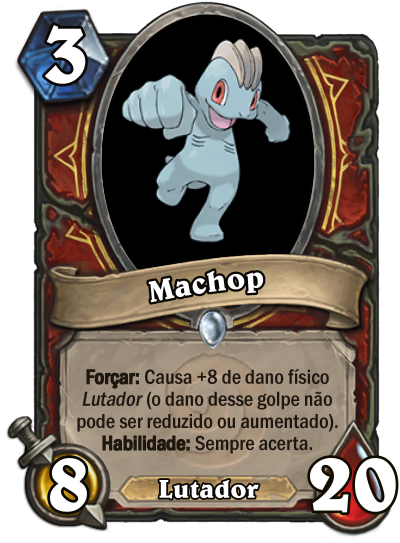 3
Machop
Forçar: Causa +8 de dano físico
Lutador (o dano desse golpe não
pode ser reduzido ou aumentado).
Habilidade: Sempre acerta.
8
Lutador
20